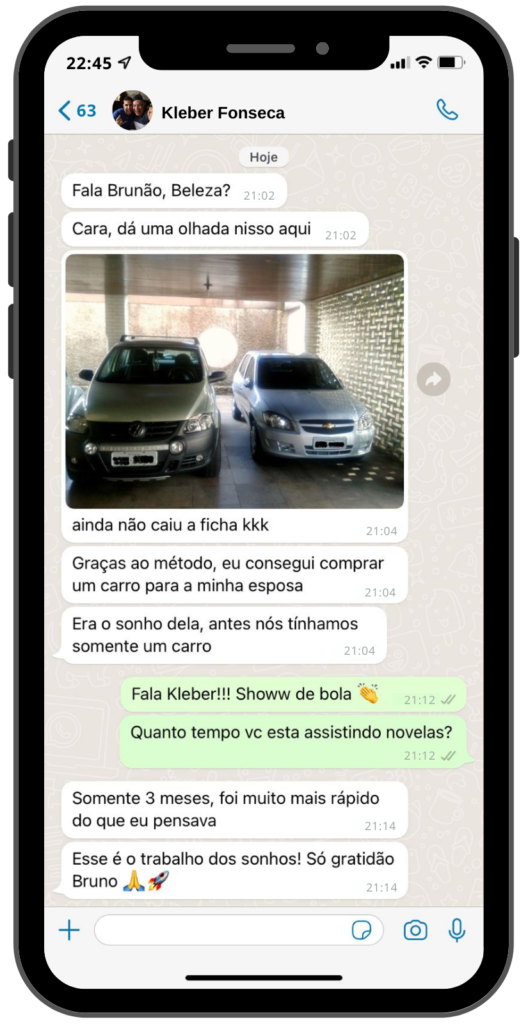 22:45
63
Kleber Fonseca
Hoje
Fala Brunão, Beleza? 21:02
Cara, dá uma olhada nisso aqui 21:02
ainda não caiu a ficha kkk 21:04
Graças ao método, eu consegui comprar
um carro para a minha esposa 21:04
Era o sonho dela, antes nós tínhamos
somente um carro 21:04
Fala Kleber!!! Showw de bola 👏 21:12
Quanto tempo vc esta assistindo novelas?
21:12
Somente 3 meses, foi muito mais rápido
do que eu pensava 21:14
Esse é o trabalho dos sonhos! Só gratidão
Bruno 🙏🚀 21:14